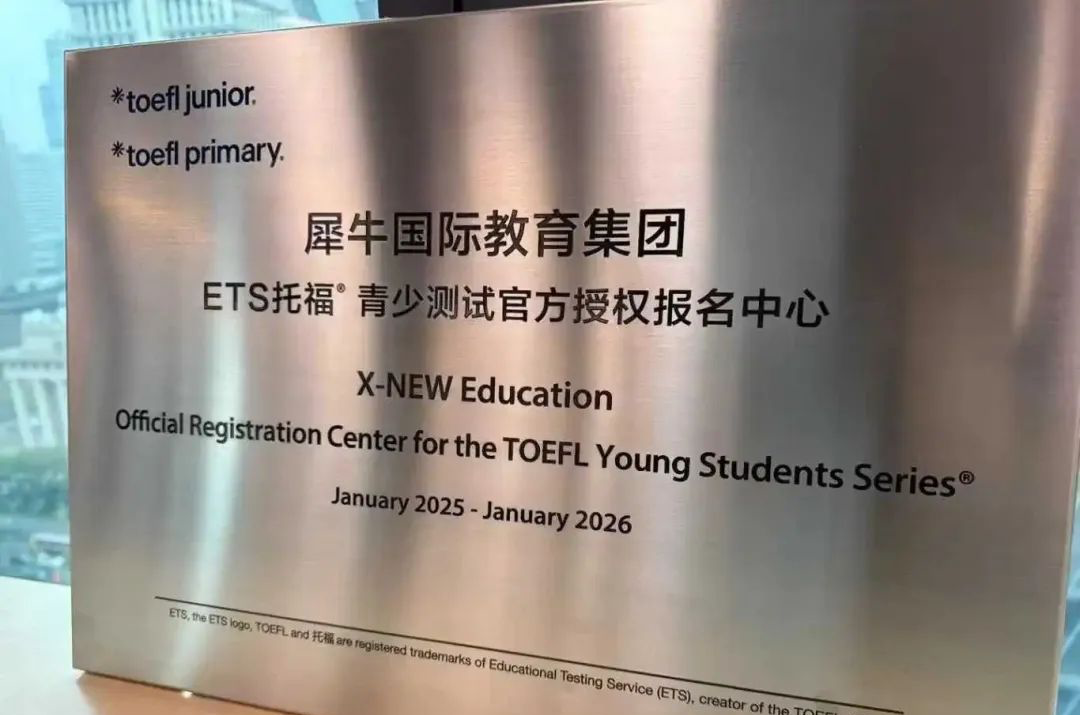 *toefl junior.
*toefl primary.
犀牛国际教育集团
ETS托福® 青少测试官方授权报名中心
X-NEW Education
Official Registration Center for the TOEFL Young Students Series®
January 2025 - January 2026
ETS, the ETS logo, TOEFL and 托福 are registered trademarks of Educational Testing Service (ETS), creator of the TOEFL